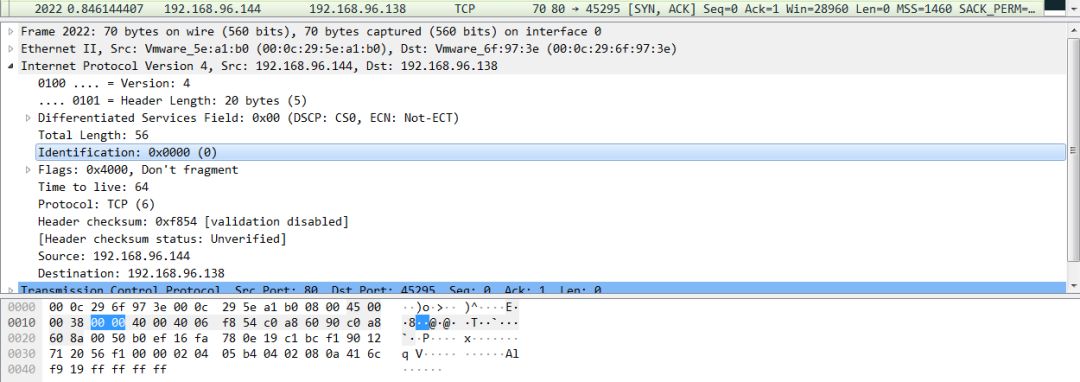 2022 0.846144407 192.168.96.144 192.168.96.138 TCP 70 80 → 45295 [SYN, ACK] Seq=0 Ack=1 Win=28960 Len=0 MSS=1460 SACK_PERM=…
Frame 2022: 70 bytes on wire (560 bits), 70 bytes captured (560 bits) on interface 0
Ethernet II, Src: Vmware_5e:a1:b0 (00:0c:29:5e:a1:b0), Dst: Vmware_6f:97:3e (00:0c:29:6f:97:3e)
Internet Protocol Version 4, Src: 192.168.96.144, Dst: 192.168.96.138
0100 .... = Version: 4
.... 0101 = Header Length: 20 bytes (5)
Differentiated Services Field: 0x00 (DSCP: CS0, ECN: Not-ECT)
Total Length: 56
Identification: 0x0000 (0)
Flags: 0x4000, Don't fragment
Time to live: 64
Protocol: TCP (6)
Header checksum: 0xf854 [validation disabled]
[Header checksum status: Unverified]
Source: 192.168.96.144
Destination: 192.168.96.138
Transmission Control Protocol, Src Port: 80, Dst Port: 45295, Seq: 0, Ack: 1, Len: 0
0000 00 0c 29 6f 97 3e 00 0c 29 5e a1 b0 08 00 45 00 ··)o·>·· )^····E·
0010 00 38 00 00 40 00 40 06 f8 54 c0 a8 60 90 c0 a8 ·8··@·@· ·T··`···
0020 60 8a 00 50 b0 ef 16 fa 78 0e 19 c1 bc f1 90 12 `··P···· x·······
0030 71 20 56 f1 00 00 02 04 05 b4 04 02 08 0a 41 6c q V····· ······Al
0040 f9 19 ff ff ff ff ······